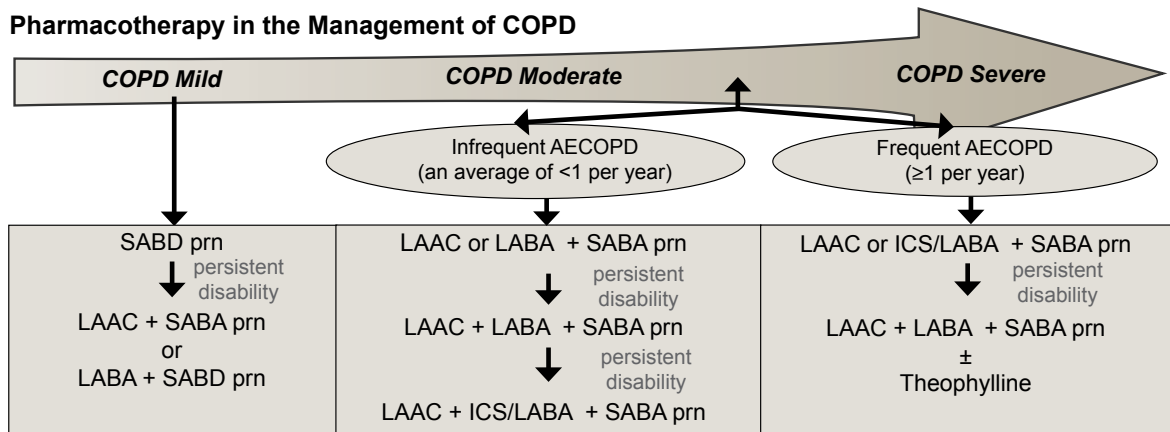 Pharmacotherapy in the Management of COPD
COPD Mild
COPD Moderate
COPD Severe
Infrequent AECOPD
(an average of <1 per year)
Frequent AECOPD
(≥1 per year)
SABD prn
persistent
disability
LAAC + SABA prn
or
LABA + SABD prn
LAAC or LABA + SABA prn
persistent
disability
LAAC + LABA + SABA prn
persistent
disability
LAAC + ICS/LABA + SABA prn
LAAC or ICS/LABA + SABA prn
persistent
disability
LAAC + LABA + SABA prn
±
Theophylline